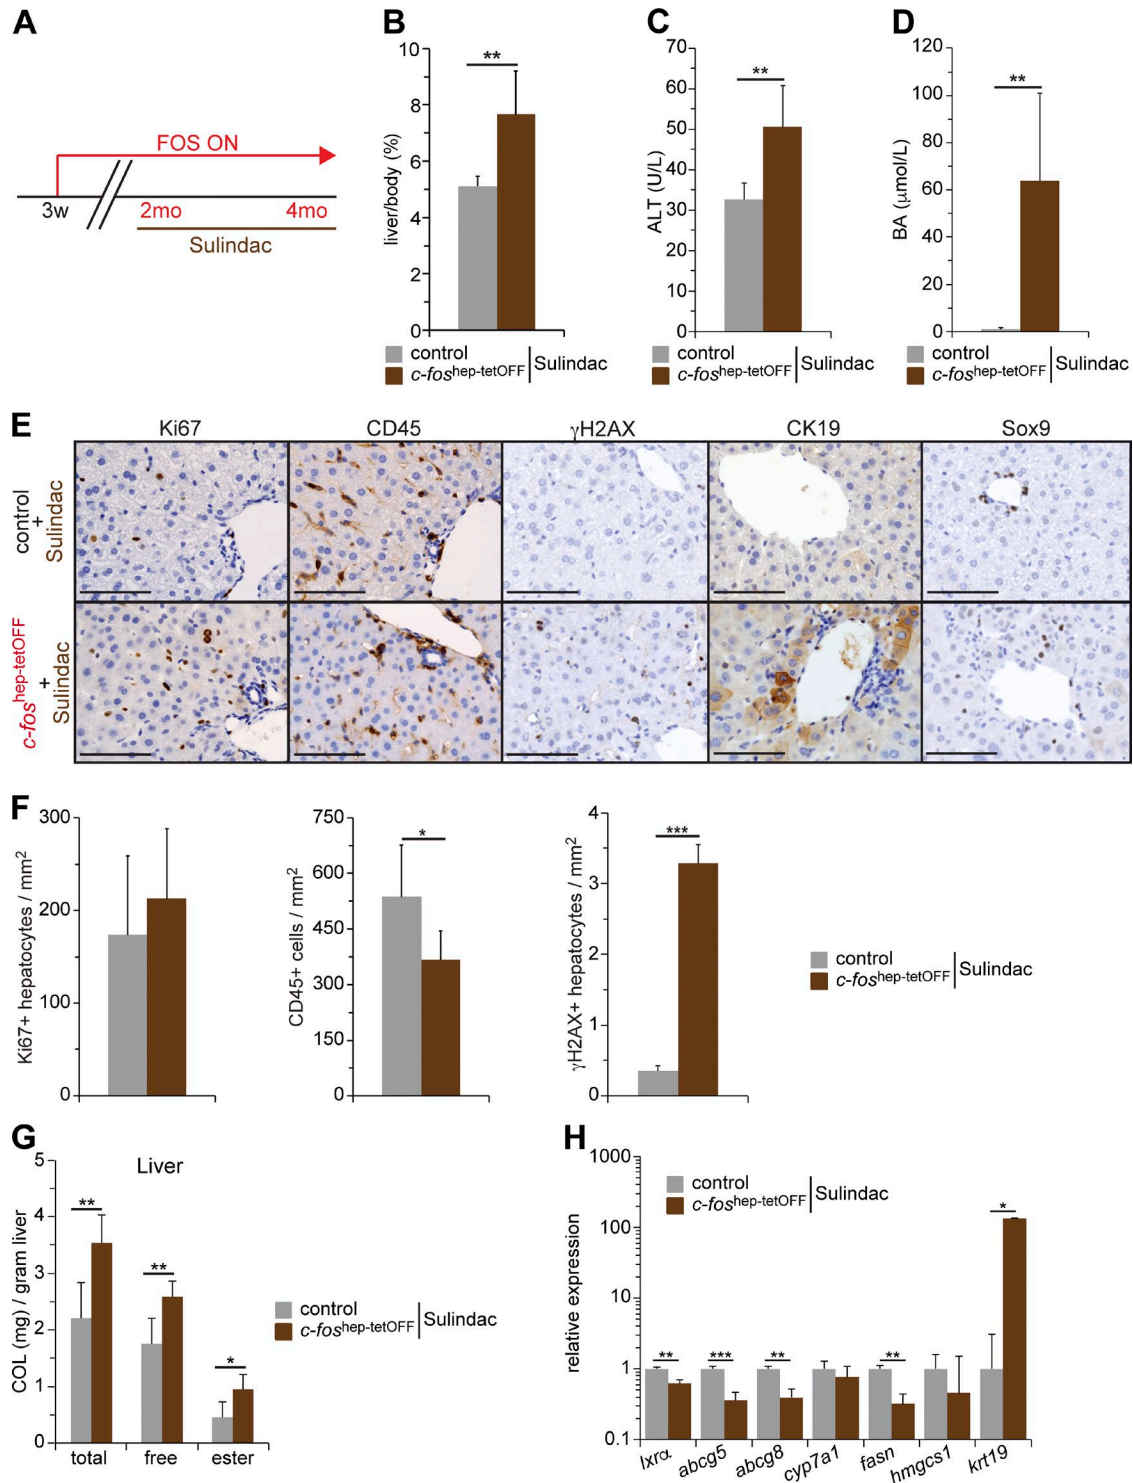 A
FOS ON
3w
2mo
4mo
Sulindac
B
10
8
6
4
2
0
liver/body (%)
**
control
c-fos^hep-tetOFF
Sulindac
C
70
60
50
40
30
20
10
0
ALT (U/L)
**
control
c-fos^hep-tetOFF
Sulindac
D
120
100
80
60
40
20
0
BA (μmol/L)
**
control
c-fos^hep-tetOFF
Sulindac
E
Ki67 CD45 γH2AX CK19 Sox9
control
+
Sulindac
c-fos^hep-tetOFF
+
Sulindac
F
300
200
100
0
Ki67+ hepatocytes / mm²
750
600
450
300
150
0
CD45+ cells / mm²
*
4
3
2
1
0
γH2AX+ hepatocytes / mm²
***
control
c-fos^hep-tetOFF
Sulindac
G
Liver
5
4
3
2
1
0
COL (mg) / gram liver
**
**
*
total free ester
control
c-fos^hep-tetOFF
Sulindac
H
1000
100
10
1
0.1
relative expression
control
c-fos^hep-tetOFF
Sulindac
**
***
**
**
*
lxrα abcg5 abcg8 cyp7a1 fasn hmgcs1 krt19